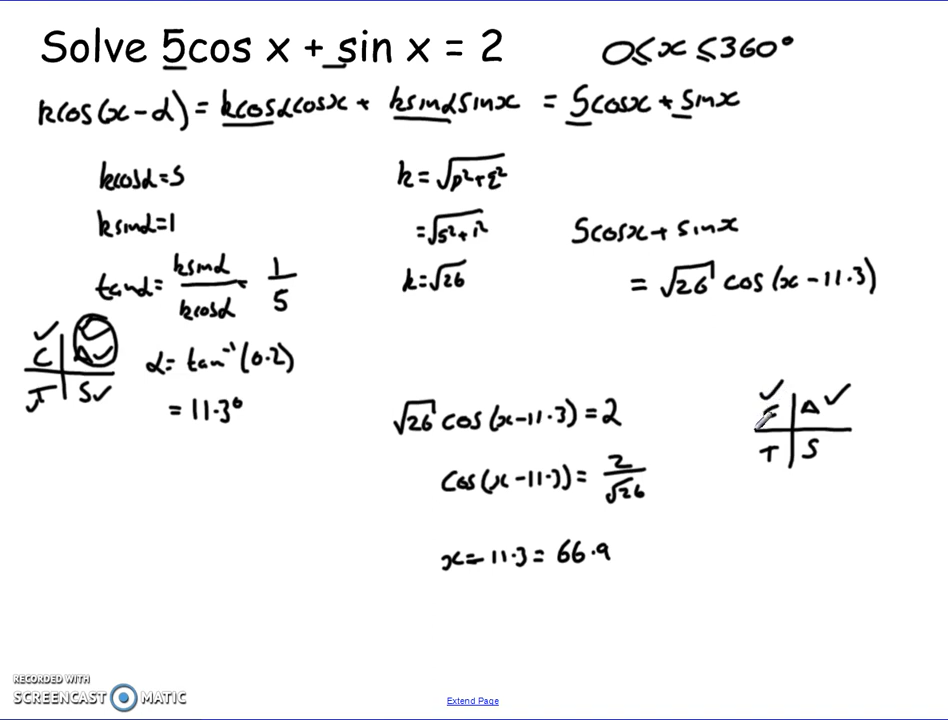 Solve 5cos x + sin x = 2
0≤x≤360°
kcos(x-α) = kcosαcosx + ksinαsinx = 5cosx + sinx
kcosα=5
ksinα=1
tanα= ksinα/kcosα 1/5
C A
T S
α= tan⁻¹(0.2)
= 11.3°
k=√p²+q²
=√5²+1²
k=√26
5cosx + sinx
= √26 cos(x-11.3)
√26 cos(x-11.3)=2
cos(x-11.3)= 2/√26
x-11.3= 66.9
A
T S
RECORDED WITH
SCREENCAST MATIC
Extend Page